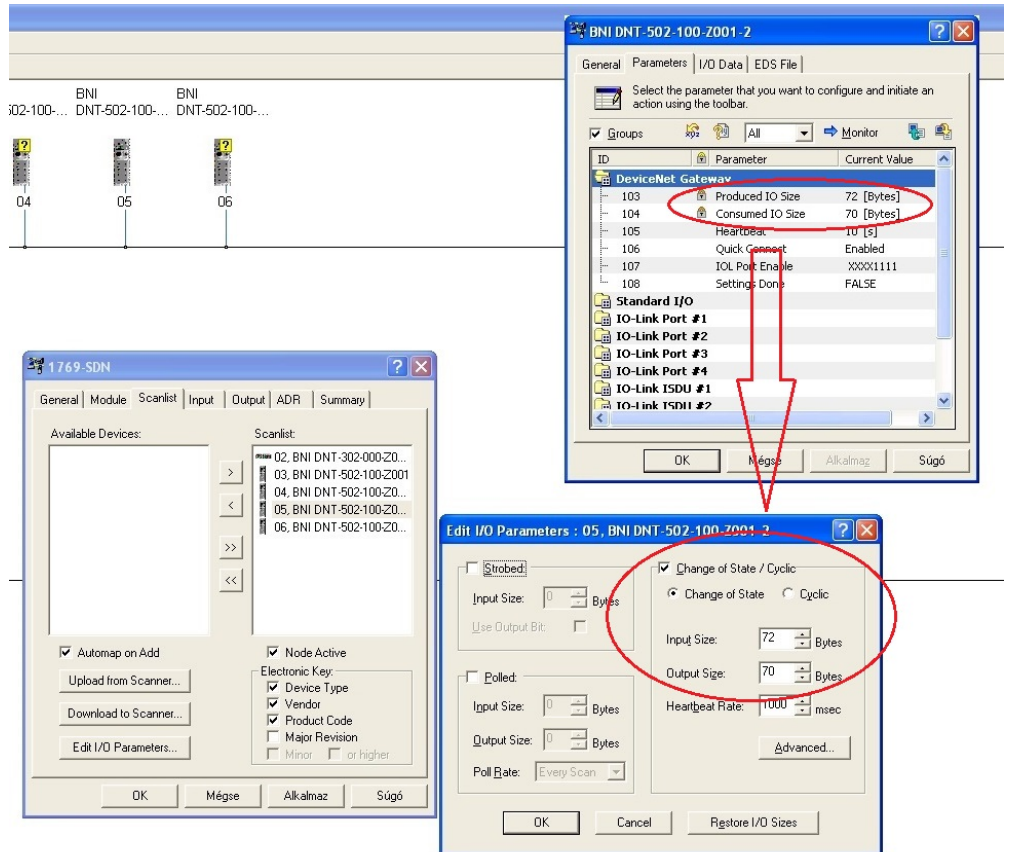 BNI BNI
502-100-... DNT-502-100-... DNT-502-100-...
04 05 06
BNI DNT-502-100-Z001-2
General Parameters I/O Data EDS File
Select the parameter that you want to configure and initiate an
action using the toolbar.
Groups All Monitor
ID Parameter Current Value
DeviceNet Gateway
103 Produced IO Size 72 [Bytes]
104 Consumed IO Size 70 [Bytes]
105 Heartbeat 10 [s]
106 Quick Connect Enabled
107 IOL Port Enable XXXX1111
108 Settings Done FALSE
Standard I/O
IO-Link Port #1
IO-Link Port #2
IO-Link Port #3
IO-Link Port #4
IO-Link ISDU #1
IO-Link ISDU #2
OK Mégse Alkalmaz Súgó
1769-SDN
General Module Scanlist Input Output ADR Summary
Available Devices: Scanlist:
02, BNI DNT-302-000-Z0...
03, BNI DNT-502-100-Z001
04, BNI DNT-502-100-Z0...
05, BNI DNT-502-100-Z0...
06, BNI DNT-502-100-Z0...
>
<
>>
<<
Automap on Add Node Active
Upload from Scanner...
Download to Scanner...
Edit I/O Parameters...
Electronic Key:
Device Type
Vendor
Product Code
Major Revision
Minor or higher
OK Mégse Alkalmaz Súgó
Edit I/O Parameters : 05, BNI DNT-502-100-Z001-2
Strobed:
Input Size: 0 Bytes
Use Output Bit:
Polled:
Input Size: 0 Bytes
Output Size: 0 Bytes
Poll Rate: Every Scan
Change of State / Cyclic
Change of State Cyclic
Input Size: 72 Bytes
Output Size: 70 Bytes
Heartbeat Rate: 1000 msec
Advanced...
OK Cancel Restore I/O Sizes